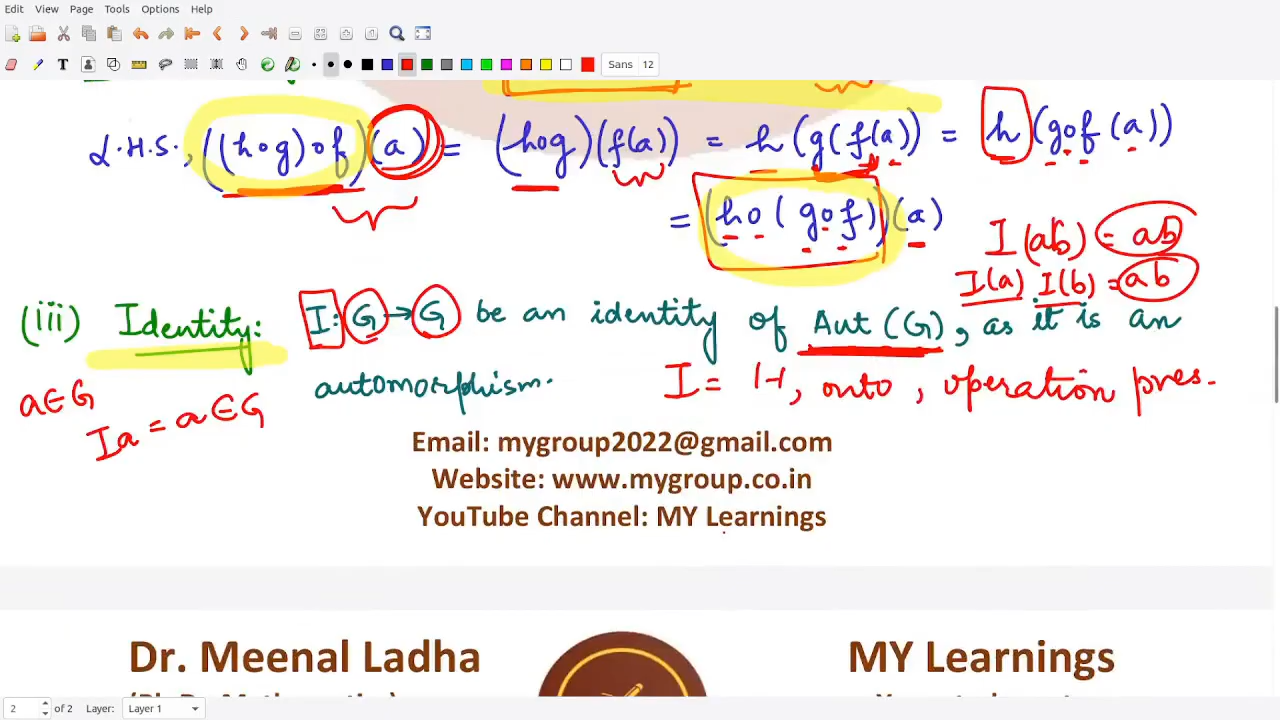 Edit View Page Tools Options Help
Sans 12
L.H.S., ((hog)of)(a) = (hog)(f(a)) = h(g(f(a)) = h(gof(a))
= (ho(gof))(a)
I(ab) = ab
I(a).I(b) = ab
(iii) Identity: I: G→G be an identity of Aut(G), as it is an
automorphism. I = 1-1, onto, operation pres.
a∈G
Ia = a∈G
Email: mygroup2022@gmail.com
Website: www.mygroup.co.in
YouTube Channel: MY Learnings
Dr. Meenal Ladha MY Learnings
2 of 2 Layer: Layer 1